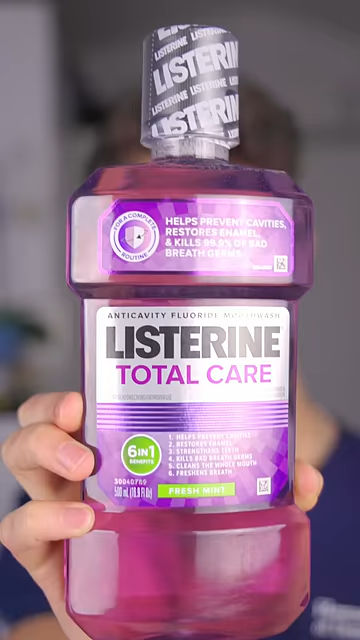 LISTERINE
LISTERINE
FOR A COMPLETE
ROUTINE
HELPS PREVENT CAVITIES,
RESTORES ENAMEL,
& KILLS 99.9% OF BAD
BREATH GERMS
ANTICAVITY FLUORIDE MOUTHWASH
LISTERINE
TOTAL CARE
6 IN 1
BENEFITS
1. HELPS PREVENT CAVITIES
2. RESTORES ENAMEL
3. STRENGTHENS TEETH
4. KILLS BAD BREATH GERMS
5. CLEANS THE WHOLE MOUTH
6. FRESHENS BREATH
30040789
500 mL (16.9 fl oz)
FRESH MINT